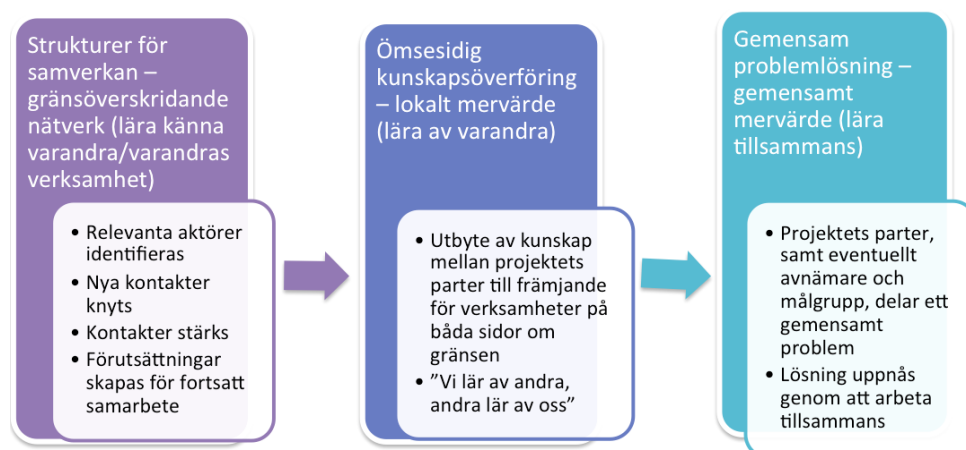 Strukturer för
samverkan –
gränsöverskridande
nätverk (lära känna
varandra/varandras
verksamhet)
• Relevanta aktörer
identifieras
• Nya kontakter
knyts
• Kontakter stärks
• Förutsättningar
skapas för fortsatt
samarbete
Ömsesidig
kunskapsöverföring
– lokalt mervärde
(lära av varandra)
• Utbyte av kunskap
mellan projektets
parter till främjande
för verksamheter på
båda sidor om
gränsen
• ”Vi lär av andra,
andra lär av oss”
Gemensam
problemlösning –
gemensamt
mervärde (lära
tillsammans)
• Projektets parter,
samt eventuellt
avnämare och
målgrupp, delar ett
gemensamt
problem
• Lösning uppnås
genom att arbeta
tillsammans